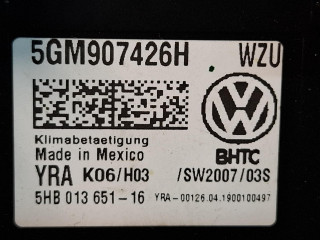 5GM907426H WZU
Klimabetaetigung
Made in Mexico BHTC
YRA K06/H03 /SW2007/03S
5HB 013 651-16 YRA-00126.04.1900100497